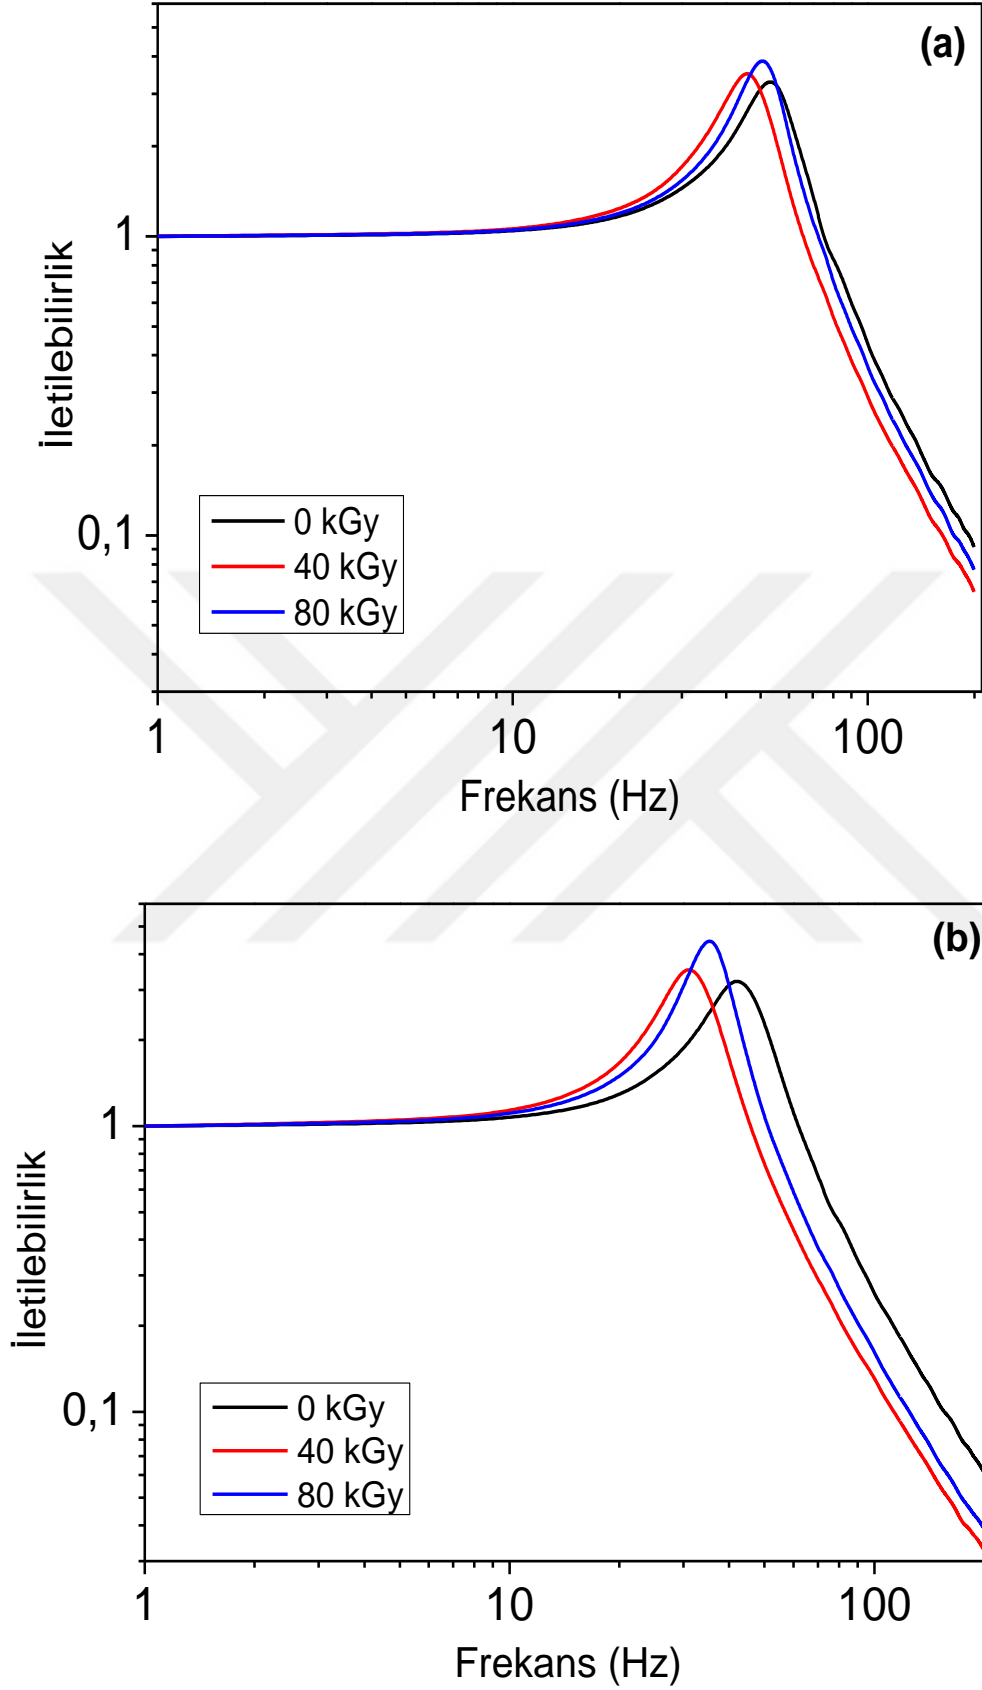 (a)
İletilebilirlik
1
0,1
0 kGy
40 kGy
80 kGy
1 10 100
Frekans (Hz)
(b)
İletilebilirlik
1
0,1
0 kGy
40 kGy
80 kGy
1 10 100
Frekans (Hz)